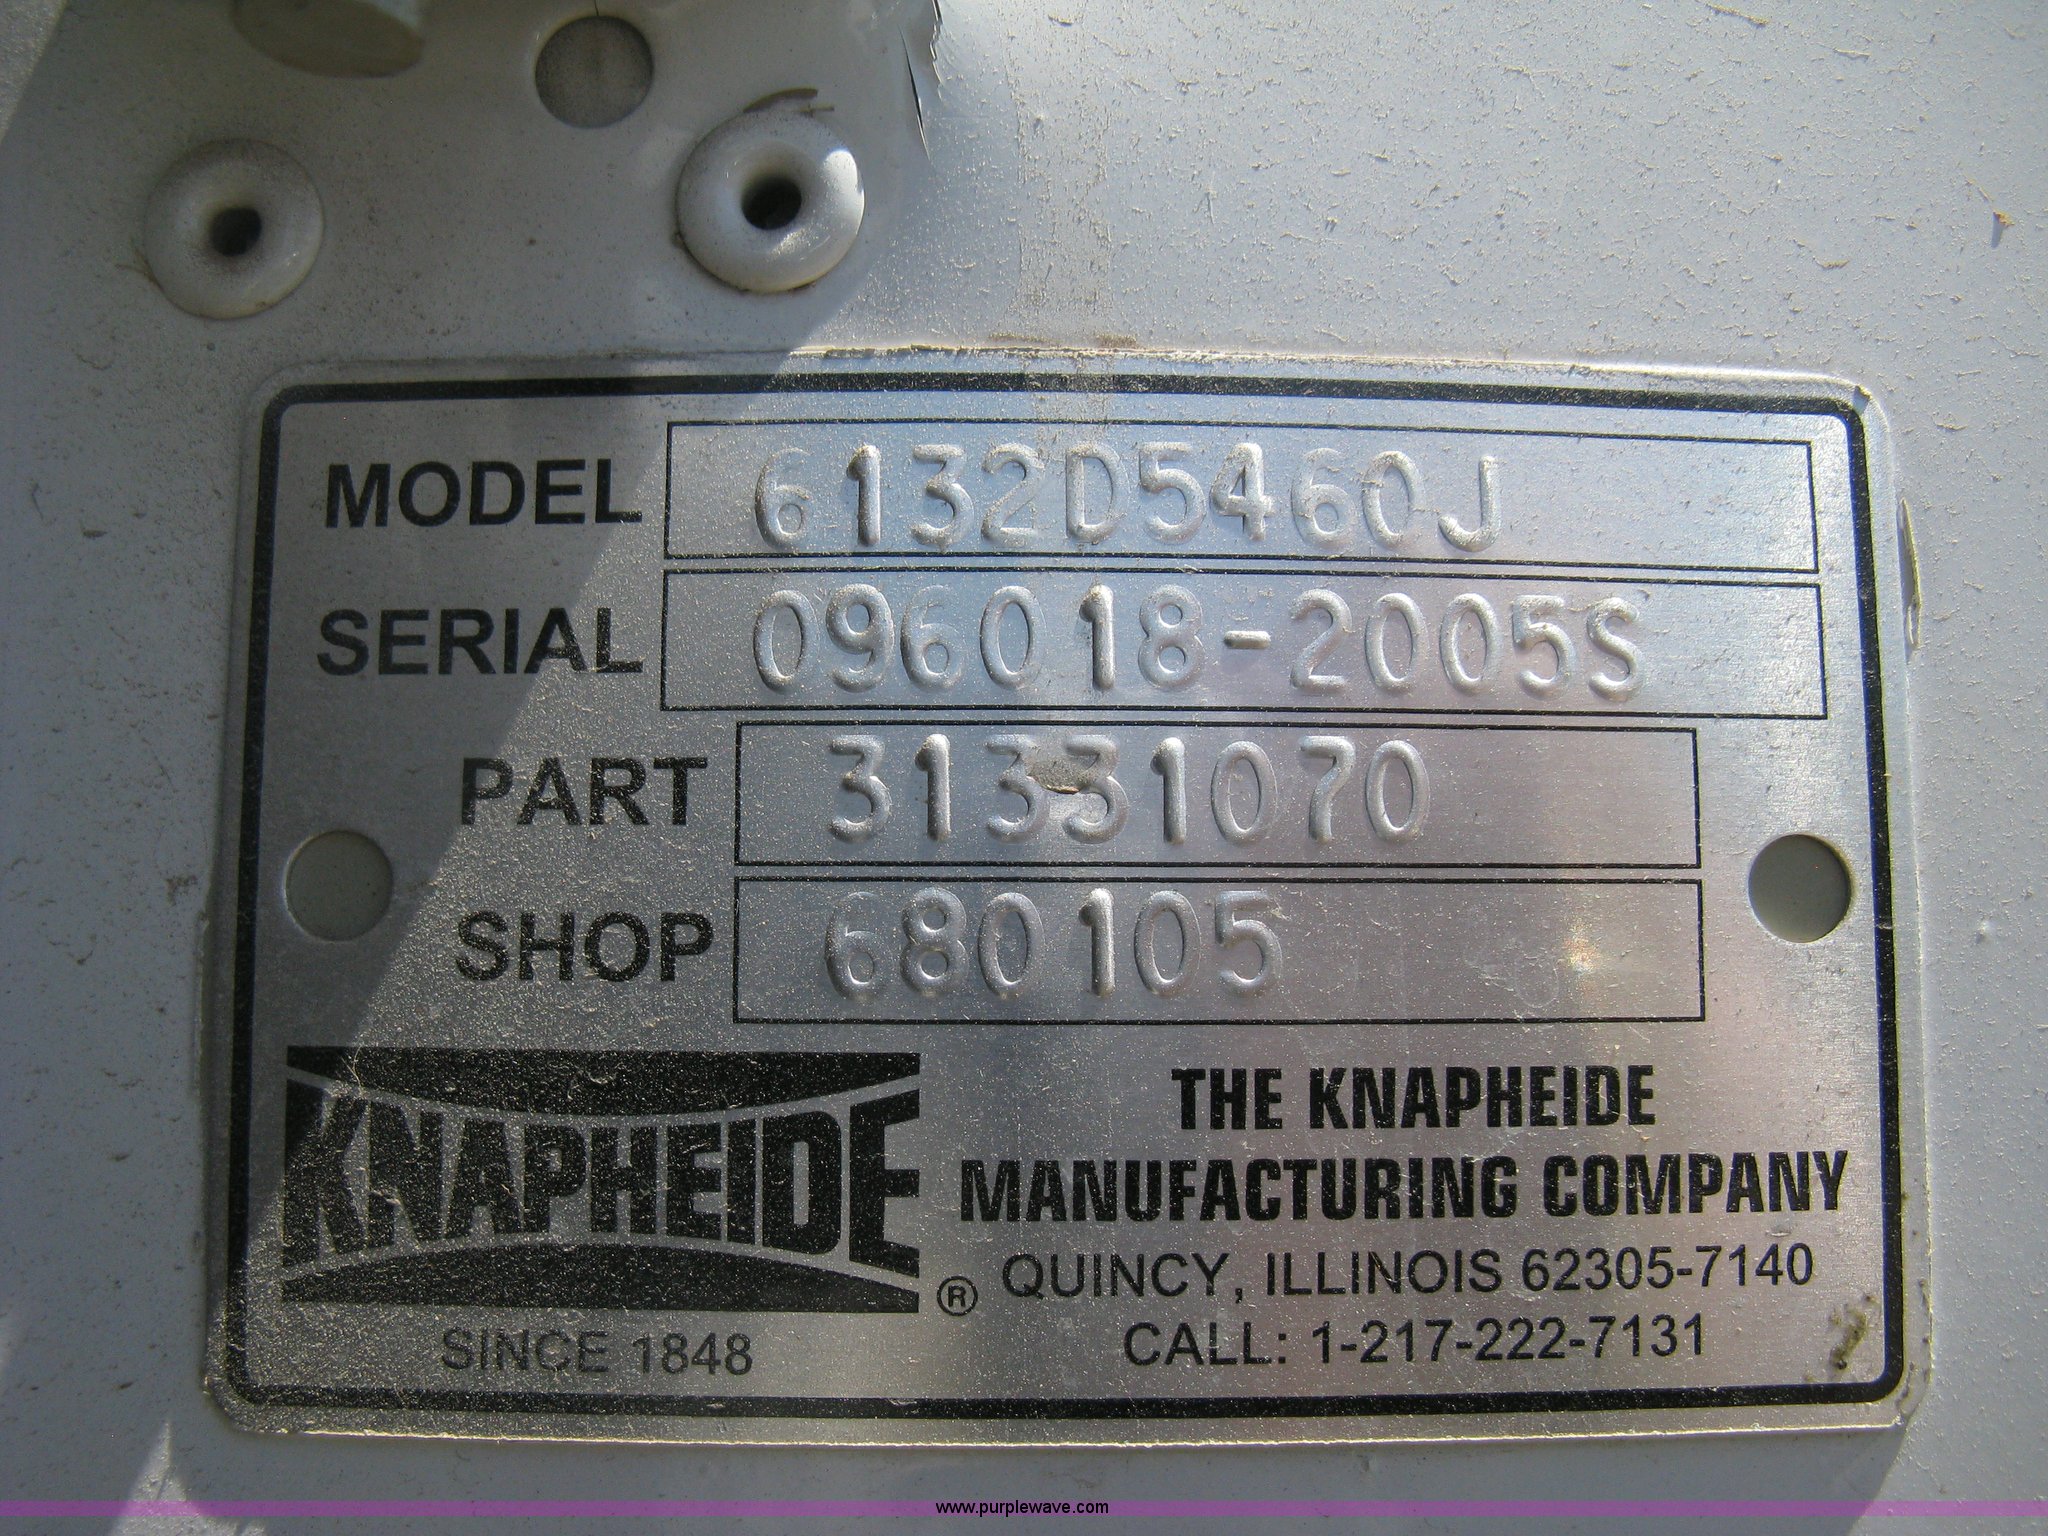 MODEL 6132D5460J
SERIAL 096018-2005S
PART 31331070
SHOP 680105
KNAPHEIDE ®
SINCE 1848
THE KNAPHEIDE
MANUFACTURING COMPANY
QUINCY, ILLINOIS 62305-7140
CALL: 1-217-222-7131
www.purplewave.com